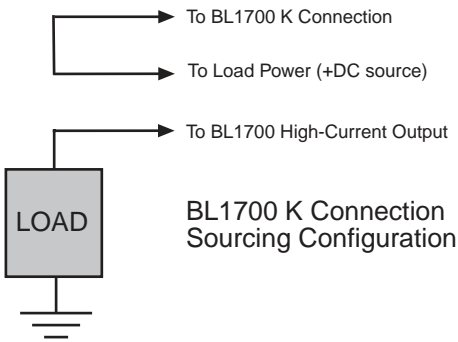 To BL1700 K Connection
To Load Power (+DC source)
To BL1700 High-Current Output
LOAD
BL1700 K Connection
Sourcing Configuration